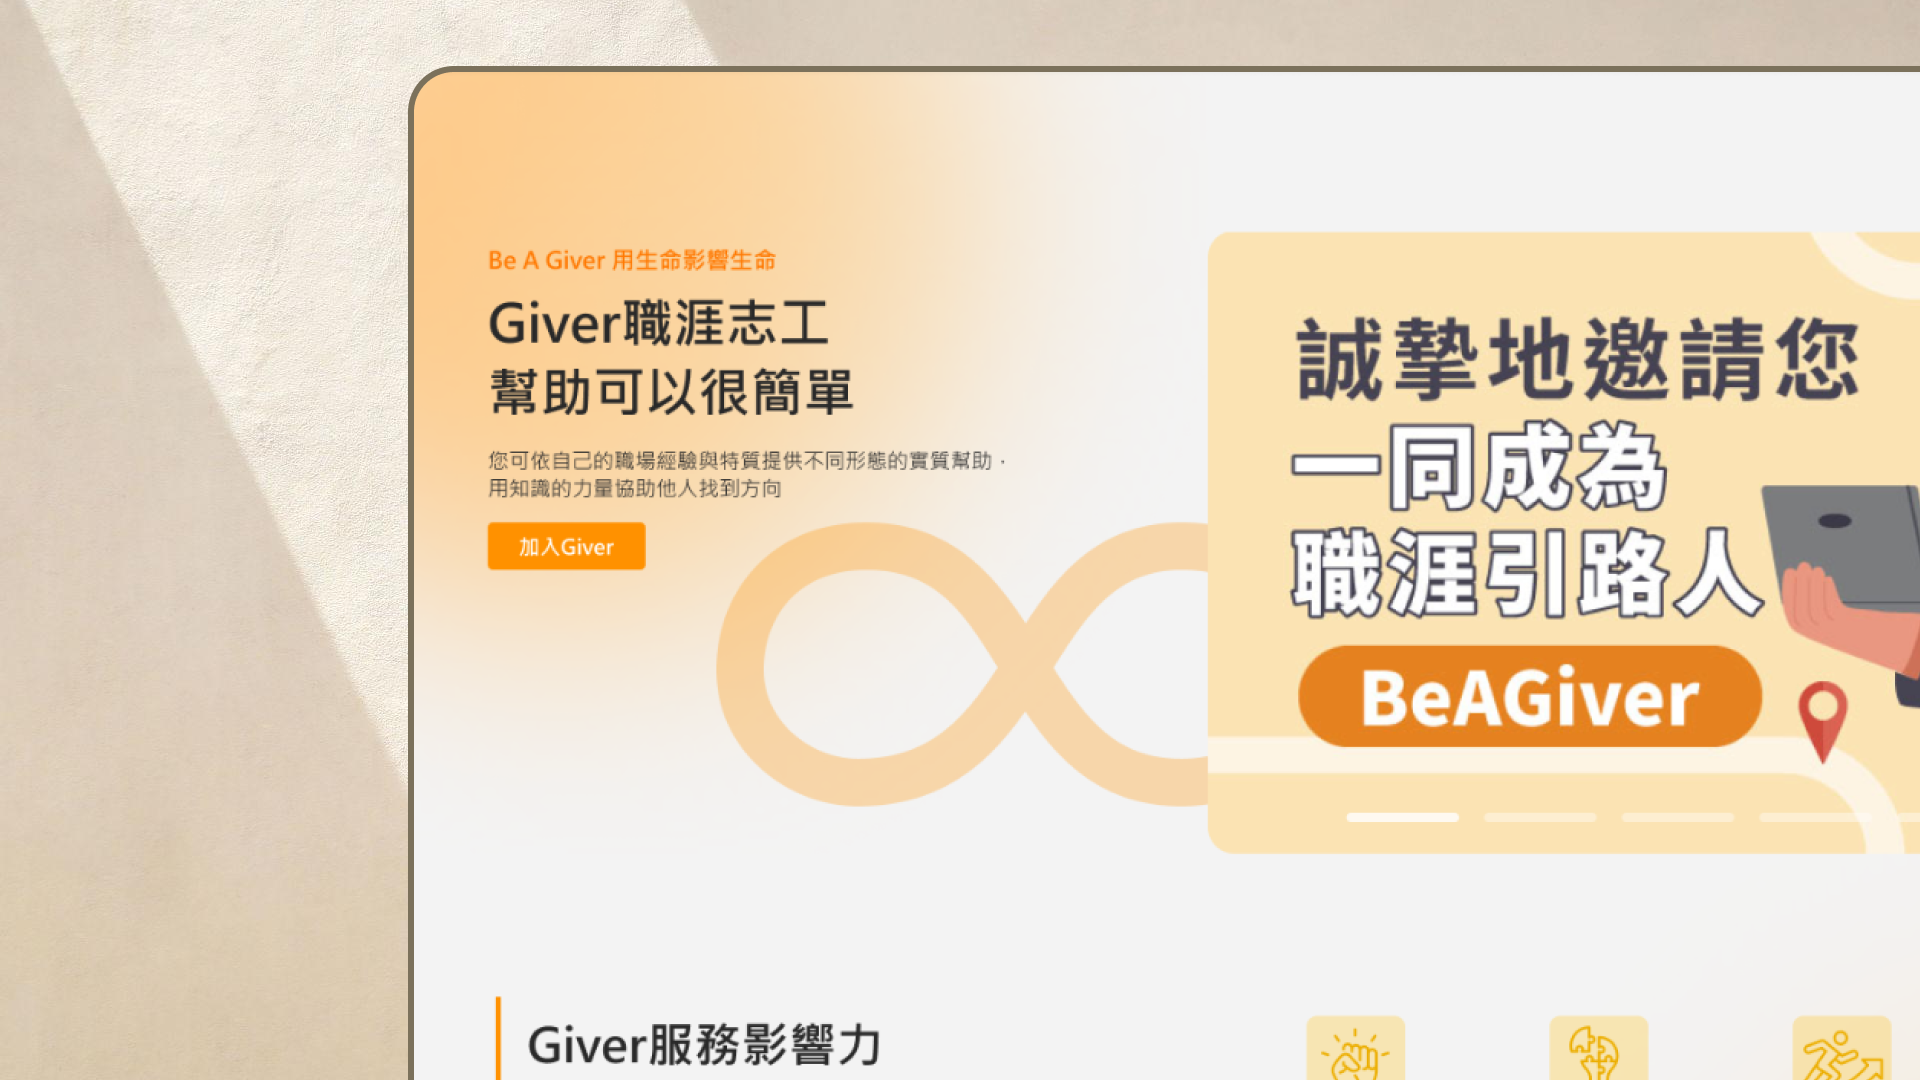 Be A Giver 用生命影響生命
Giver職涯志工
幫助可以很簡單
您可依自己的職場經驗與特質提供不同形態的實質幫助，
用知識的力量協助他人找到方向
加入Giver
誠摯地邀請您
一同成為
職涯引路人
BeAGiver
Giver服務影響力